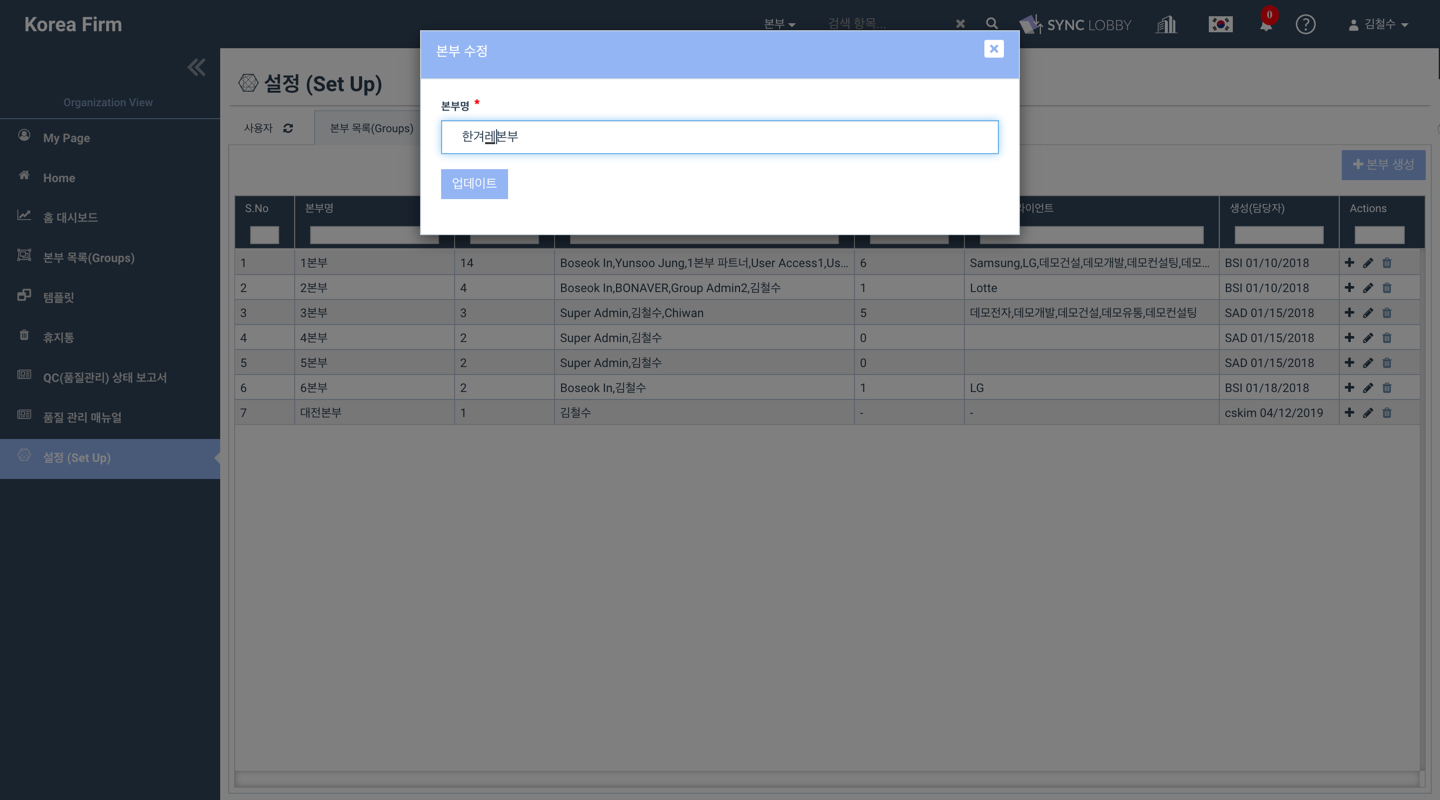 Korea Firm
본부
검색 항목...
SYNC LOBBY
0
김철수
Organization View
My Page
Home
홈 대시보드
본부 목록(Groups)
템플릿
휴지통
QC(품질관리) 상태 보고서
품질 관리 매뉴얼
설정 (Set Up)
설정 (Set Up)
사용자
본부 목록(Groups)
본부 생성
본부 수정
본부명 *
한겨레본부
업데이트
S.No 본부명 생성(담당자) Actions
1 1본부 14 Boseok In,Yunsoo Jung,1본부 파트너,User Access1,Us... 6 Samsung,LG,데모건설,데모개발,데모컨설팅,데모... BSI 01/10/2018
2 2본부 4 Boseok In,BONAVER,Group Admin2,김철수 1 Lotte BSI 01/10/2018
3 3본부 3 Super Admin,김철수,Chiwan 5 데모전자,데모개발,데모건설,데모유통,데모컨설팅 SAD 01/15/2018
4 4본부 2 Super Admin,김철수 0 SAD 01/15/2018
5 5본부 2 Super Admin,김철수 0 SAD 01/15/2018
6 6본부 2 Boseok In,김철수 1 LG BSI 01/18/2018
7 대전본부 1 김철수 - - cskim 04/12/2019